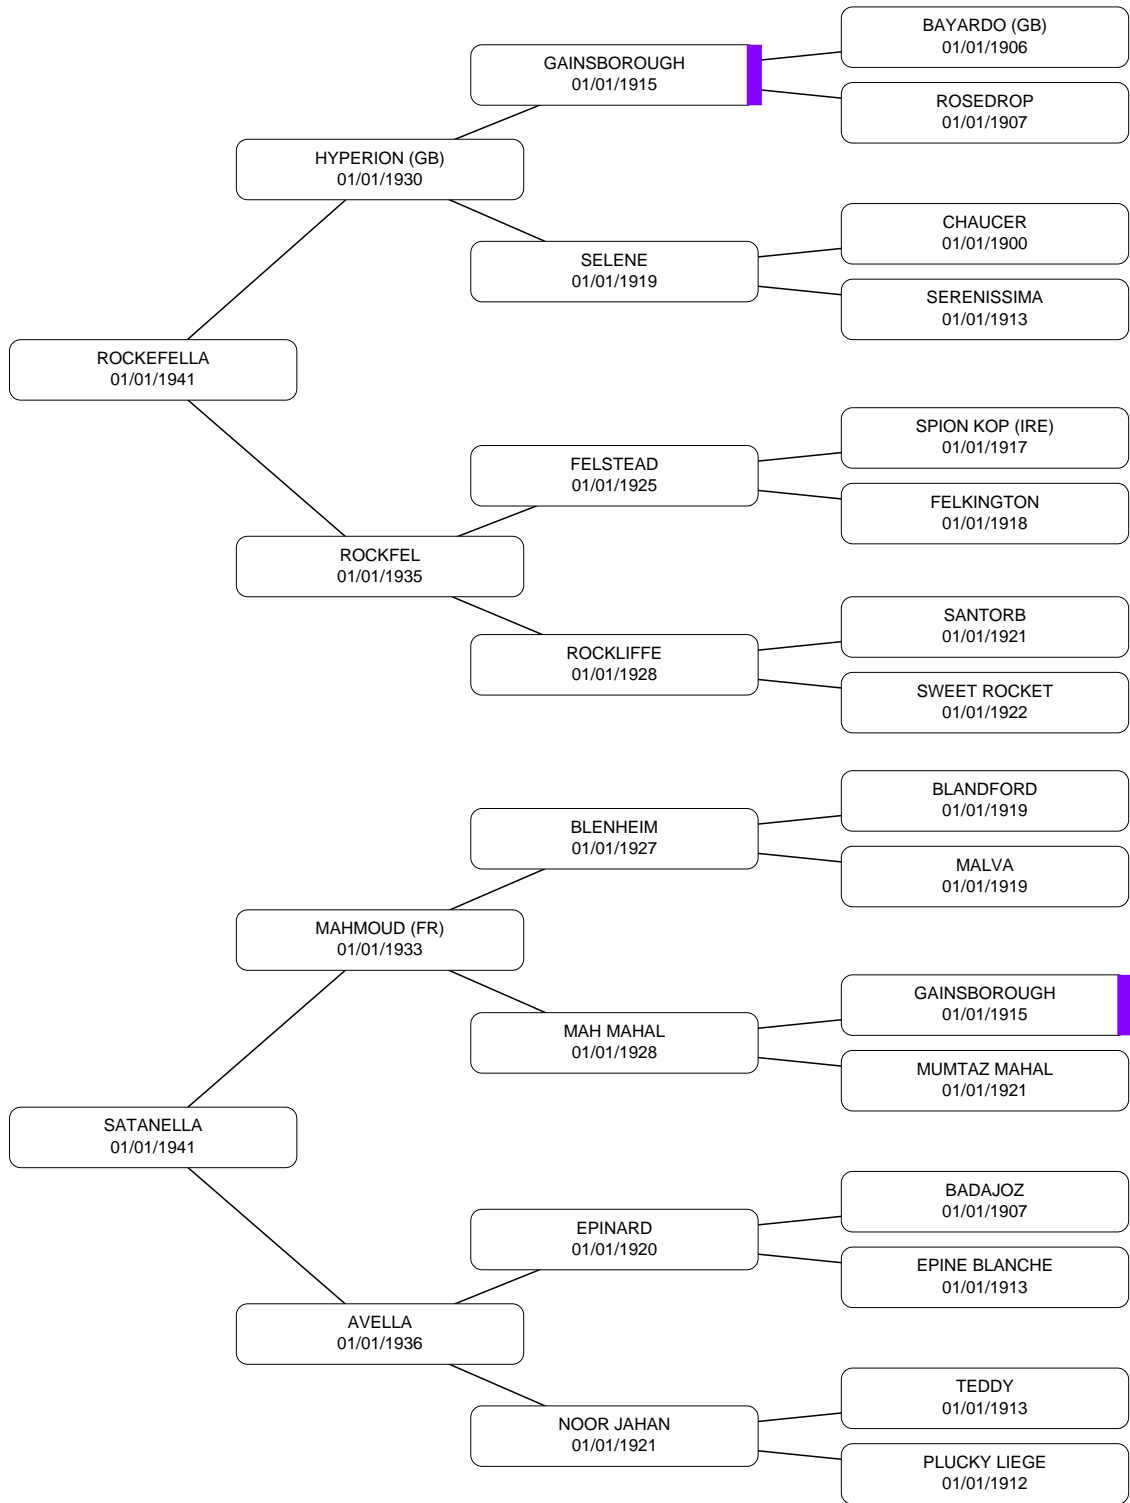 BAYARDO (GB)
01/01/1906
GAINSBOROUGH
01/01/1915
ROSEDROP
01/01/1907
HYPERION (GB)
01/01/1930
CHAUCER
01/01/1900
SELENE
01/01/1919
SERENISSIMA
01/01/1913
ROCKEFELLA
01/01/1941
SPION KOP (IRE)
01/01/1917
FELSTEAD
01/01/1925
FELKINGTON
01/01/1918
ROCKFEL
01/01/1935
SANTORB
01/01/1921
ROCKLIFFE
01/01/1928
SWEET ROCKET
01/01/1922
BLANDFORD
01/01/1919
BLENHEIM
01/01/1927
MALVA
01/01/1919
MAHMOUD (FR)
01/01/1933
GAINSBOROUGH
01/01/1915
MAH MAHAL
01/01/1928
MUMTAZ MAHAL
01/01/1921
SATANELLA
01/01/1941
BADAJOZ
01/01/1907
EPINARD
01/01/1920
EPINE BLANCHE
01/01/1913
AVELLA
01/01/1936
TEDDY
01/01/1913
NOOR JAHAN
01/01/1921
PLUCKY LIEGE
01/01/1912